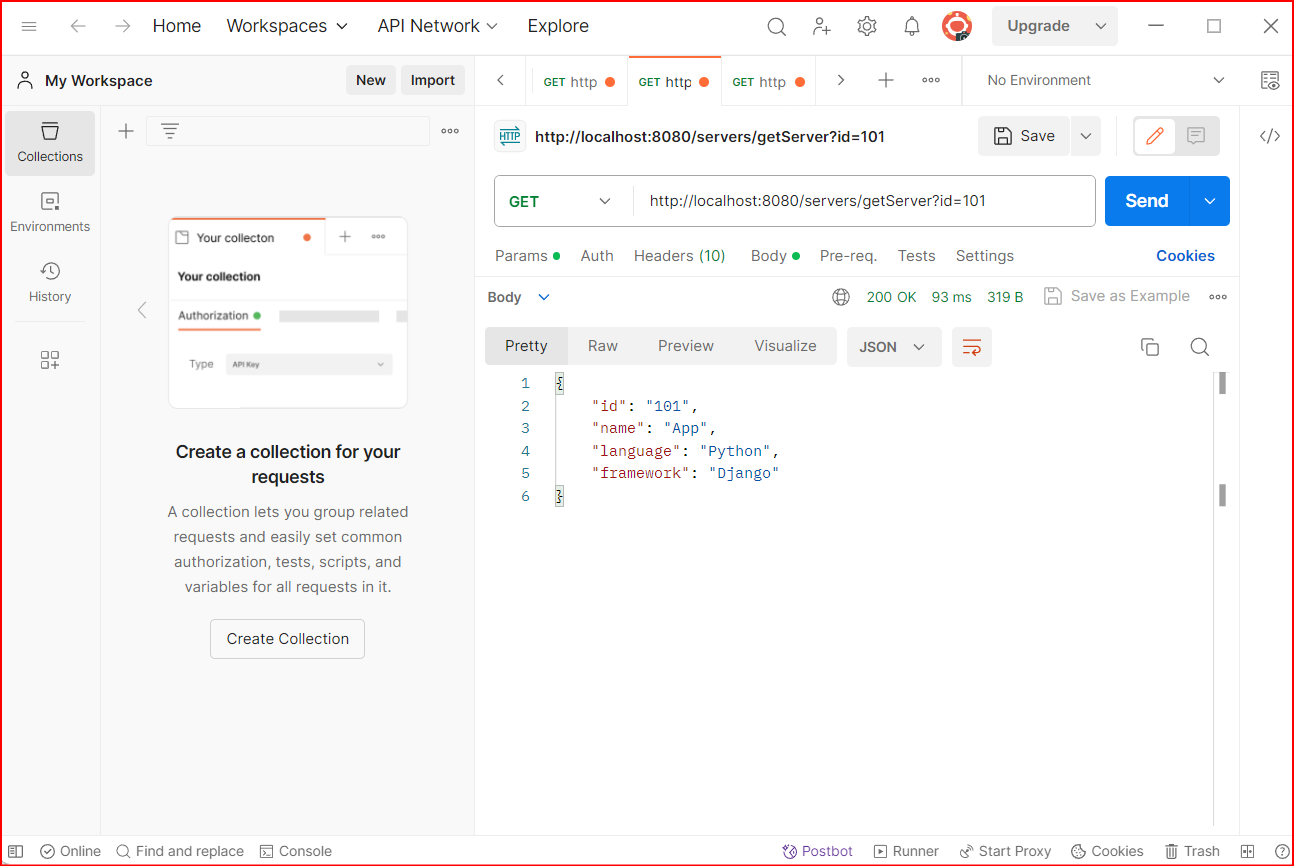 Home Workspaces API Network Explore Upgrade
My Workspace New Import GET http GET http GET http No Environment
Collections
Environments
History
Your collecton
Your collection
Authorization
Type API Key
Create a collection for your
requests
A collection lets you group related
requests and easily set common
authorization, tests, scripts, and
variables for all requests in it.
Create Collection
HTTP http://localhost:8080/servers/getServer?id=101 Save
GET http://localhost:8080/servers/getServer?id=101 Send
Params Auth Headers (10) Body Pre-req. Tests Settings Cookies
Body 200 OK 93 ms 319 B Save as Example
Pretty Raw Preview Visualize JSON
1 {
2 "id": "101",
3 "name": "App",
4 "language": "Python",
5 "framework": "Django"
6 }
Online Find and replace Console Postbot Runner Start Proxy Cookies Trash